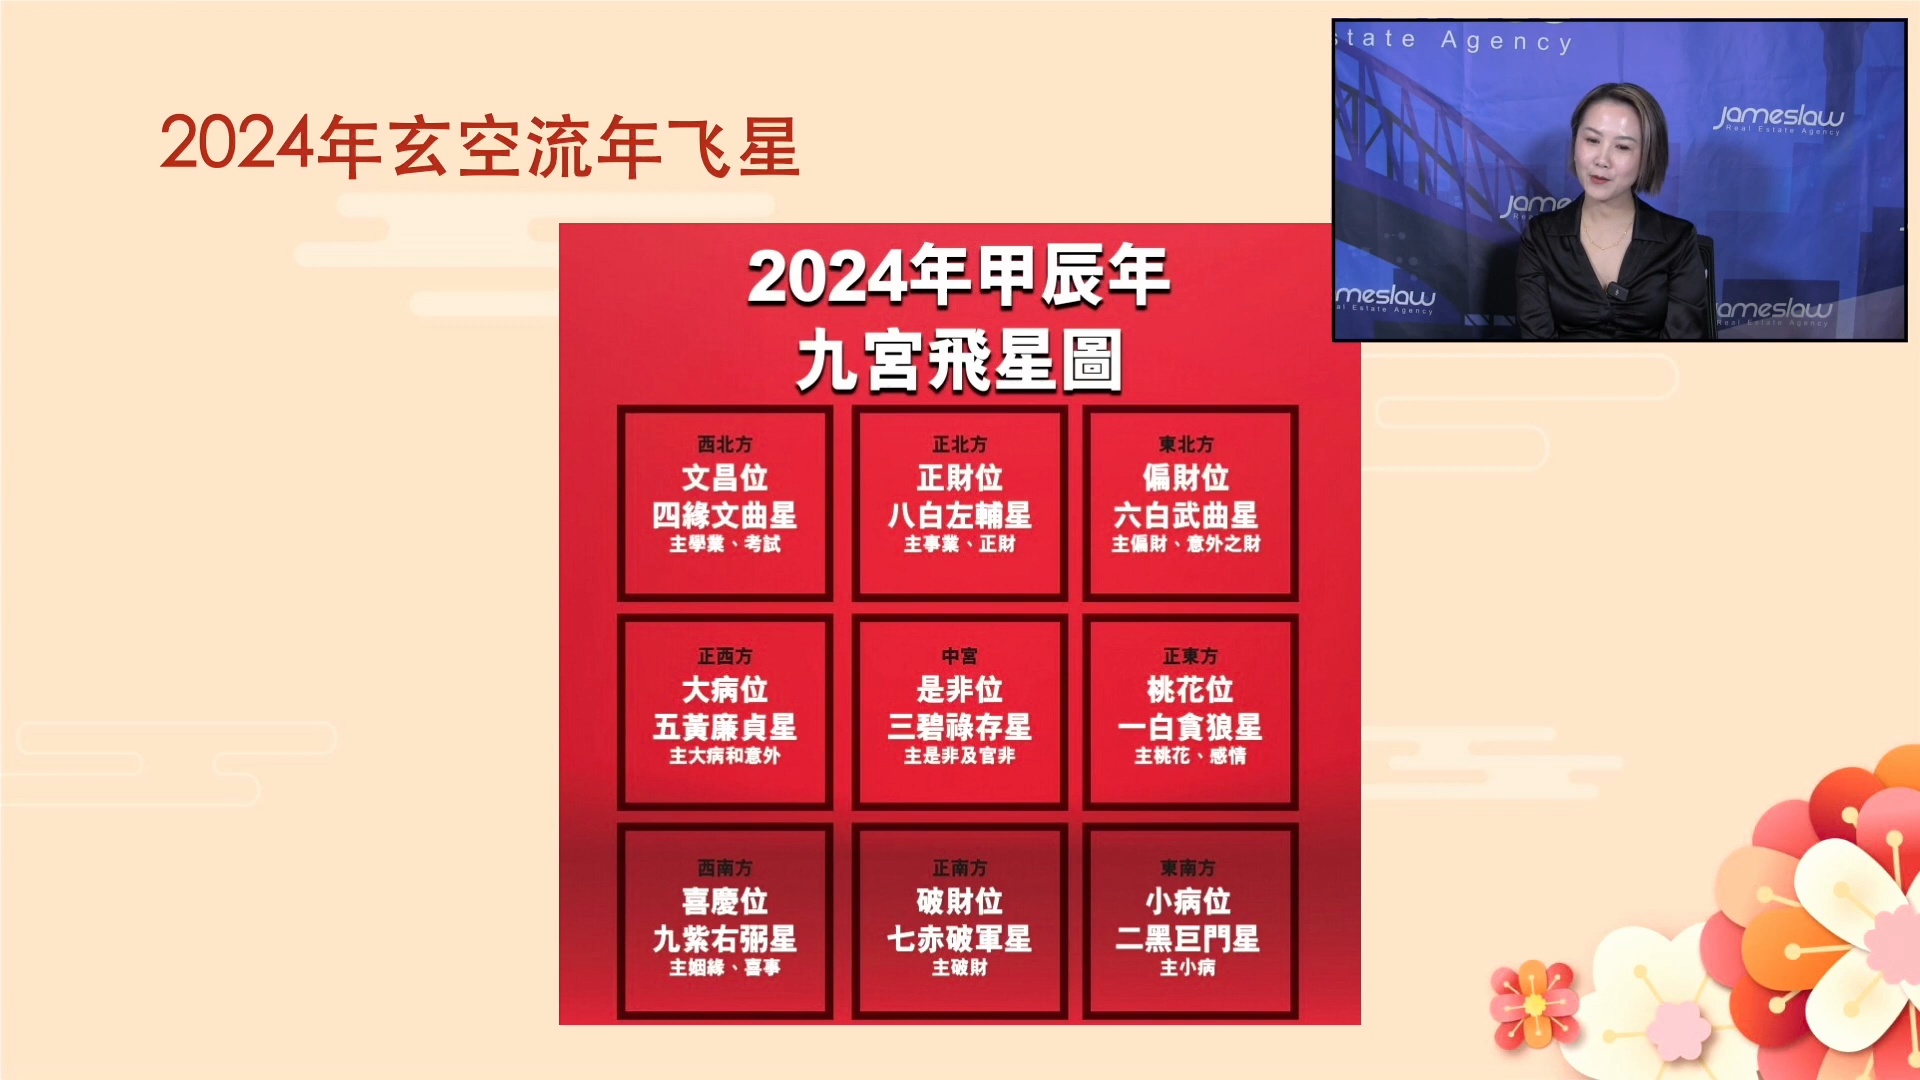 2024年玄空流年飞星
state Agency
jameslaw
Real Estate Agency
jame
meslaw
al Estate Agency
ameslaw
Real Estate Agency
2024年甲辰年
九宮飛星圖
西北方
文昌位
四緣文曲星
主學業、考試
正北方
正財位
八白左輔星
主事業、正財
東北方
偏財位
六白武曲星
主偏財、意外之財
正西方
大病位
五黃廉貞星
主大病和意外
中宮
是非位
三碧祿存星
主是非及官非
正東方
桃花位
一白貪狼星
主桃花、感情
西南方
喜慶位
九紫右弼星
主姻緣、喜事
正南方
破財位
七赤破軍星
主破財
東南方
小病位
二黑巨門星
主小病